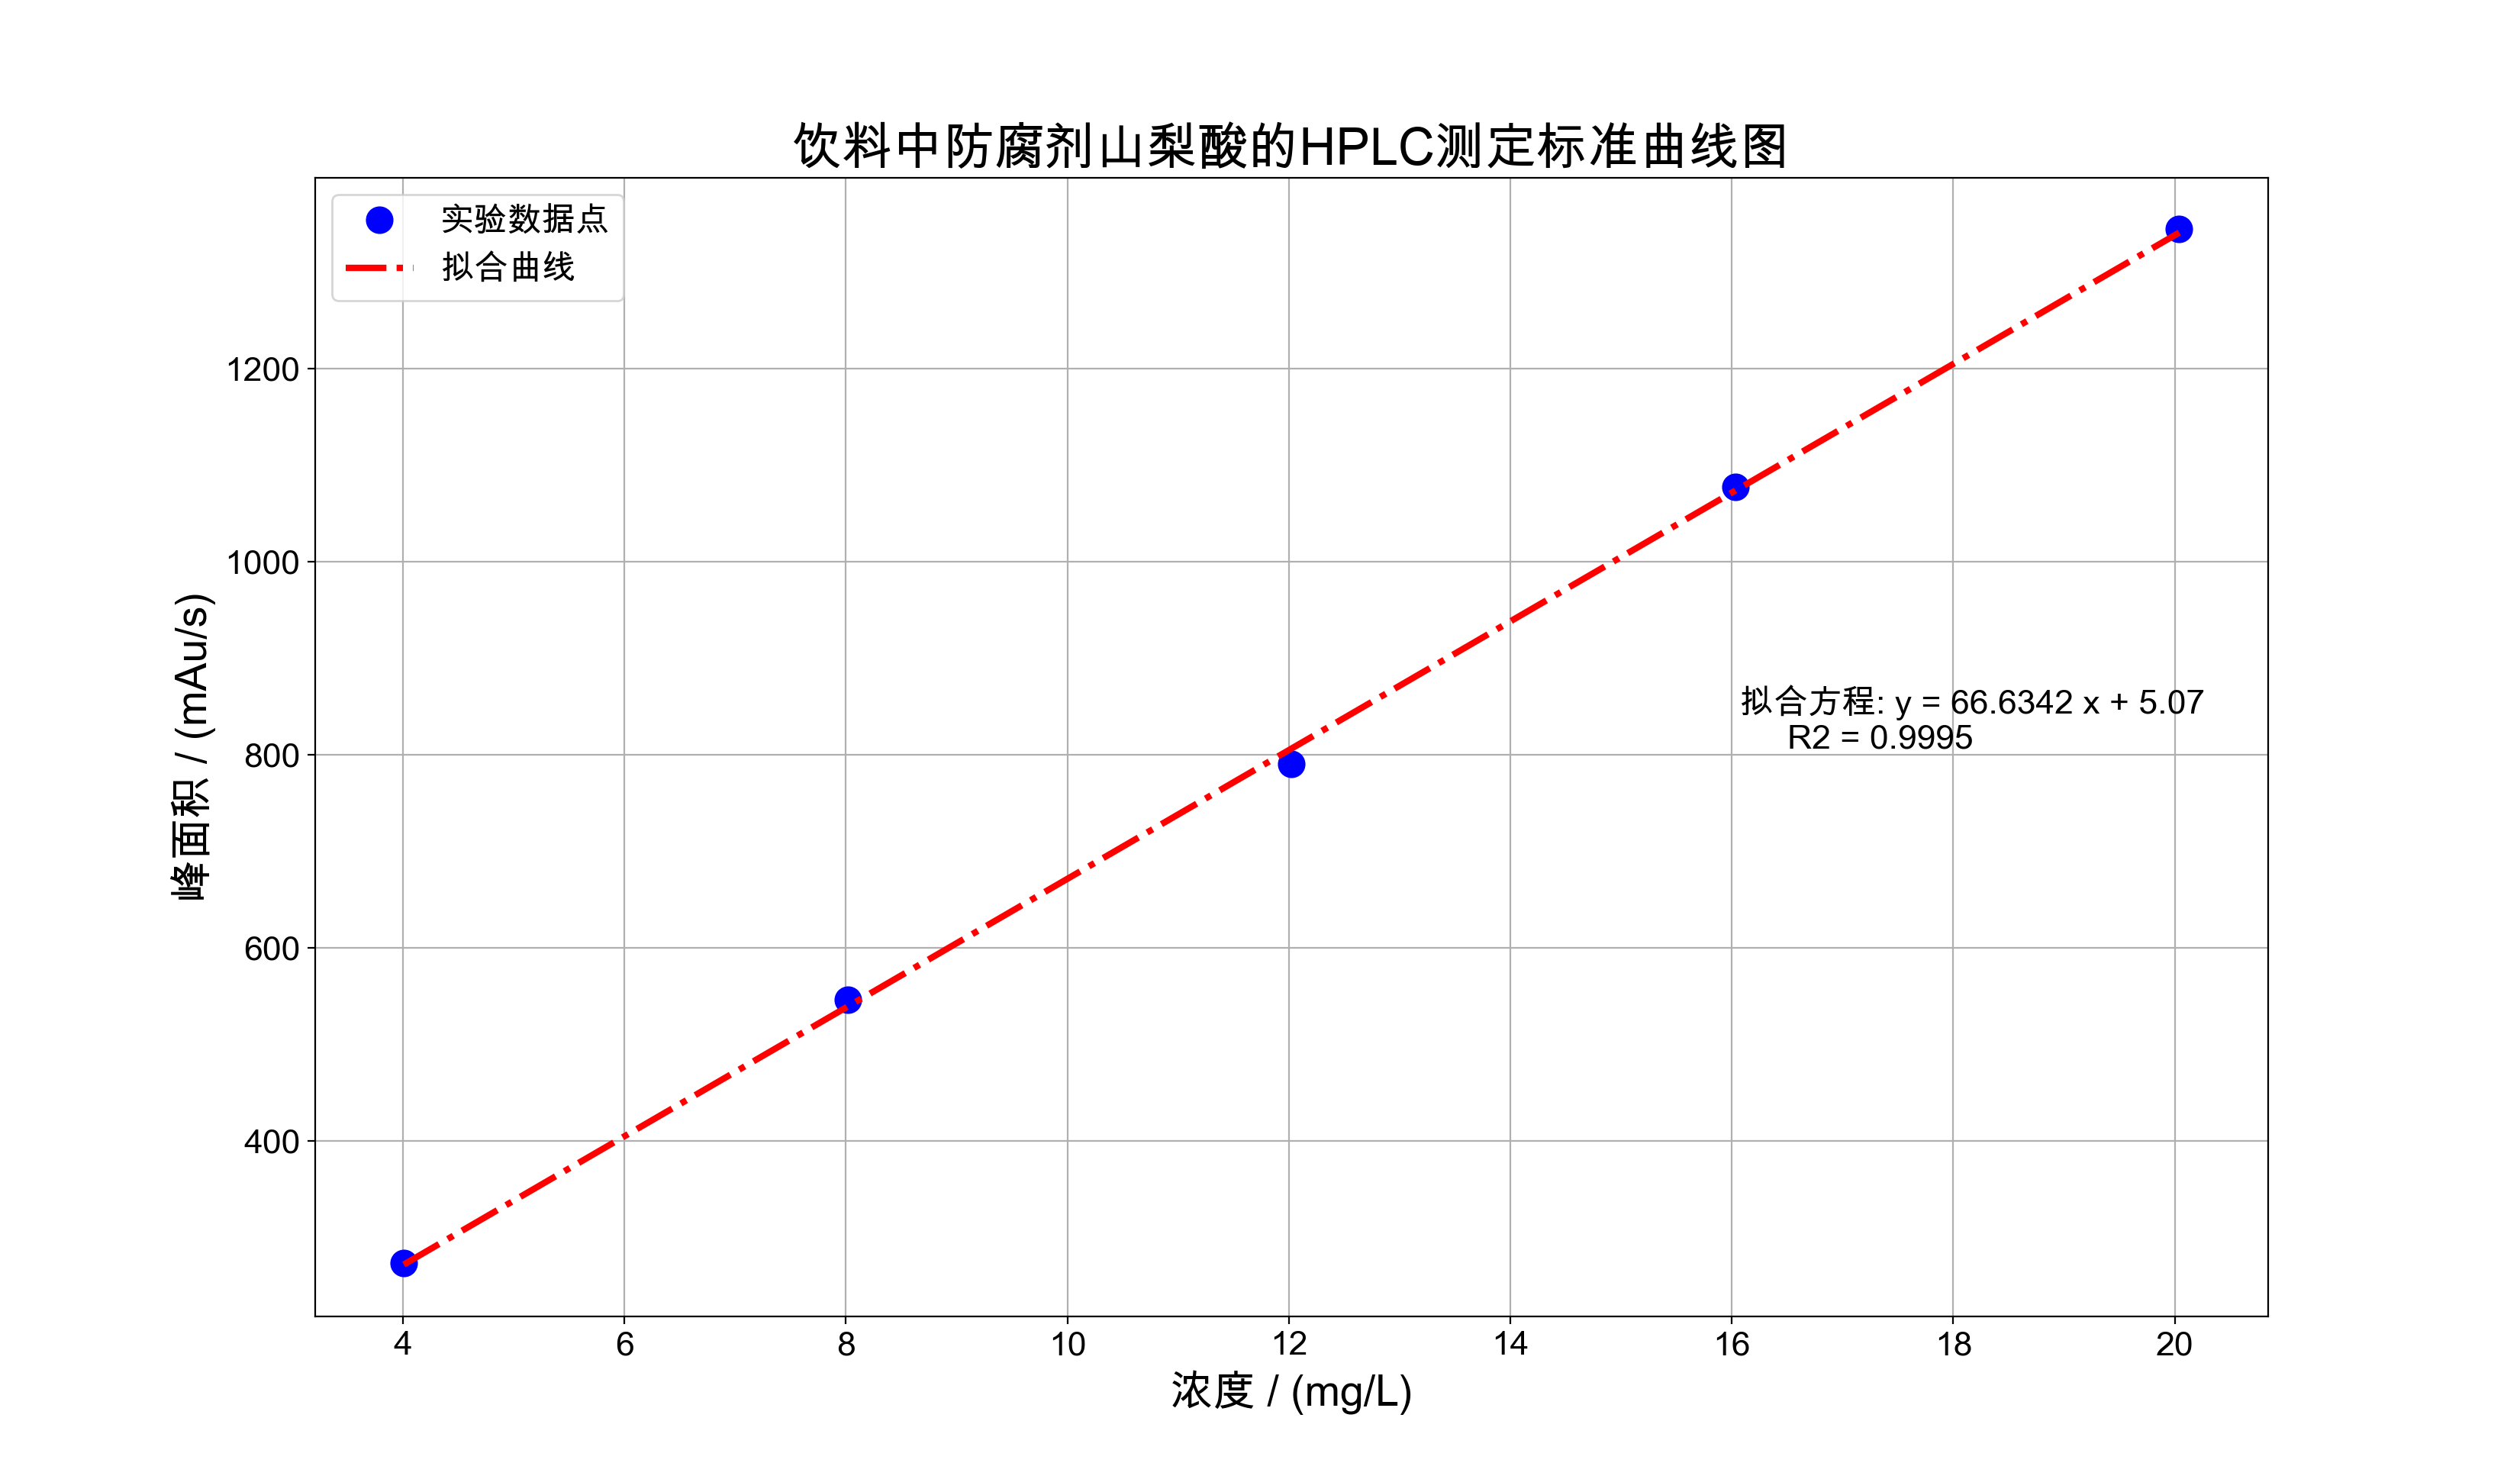 饮料中防腐剂山梨酸的HPLC测定标准曲线图
实验数据点
拟合曲线
1200
1000
800
600
400
峰面积 / (mAu/s)
拟合方程: y = 66.6342 x + 5.07
R2 = 0.9995
4 6 8 10 12 14 16 18 20
浓度 / (mg/L)